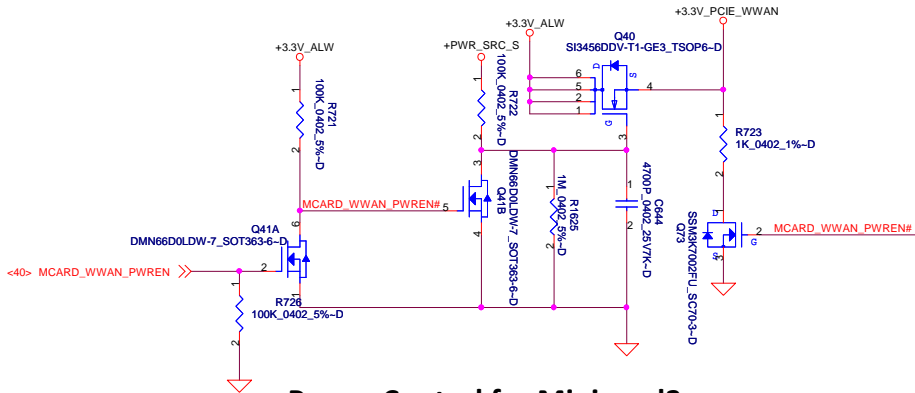 +3.3V_PCIE_WWAN
+3.3V_ALW
Q40
SI3456DDV-T1-GE3_TSOP6~D
+3.3V_ALW
+PWR_SRC_S
D
S
G
6
5
2
1
4
3
1
R721
100K_0402_5%~D
2
1
R722
100K_0402_5%~D
2
1
R723
1K_0402_1%~D
2
MCARD_WWAN_PWREN#
5
3
DMN66D0LDW-7_SOT363-6~D
Q41B
4
1
R1625
1M_0402_5%~D
2
1
C644
4700P_0402_25V7K~D
2
1
D
SSM3K7002FU_SC70-3~D
Q73
S
3
G
2
MCARD_WWAN_PWREN#
Q41A
DMN66D0LDW-7_SOT363-6~D
6
<40> MCARD_WWAN_PWREN
2
1
1
R726
100K_0402_5%~D
2